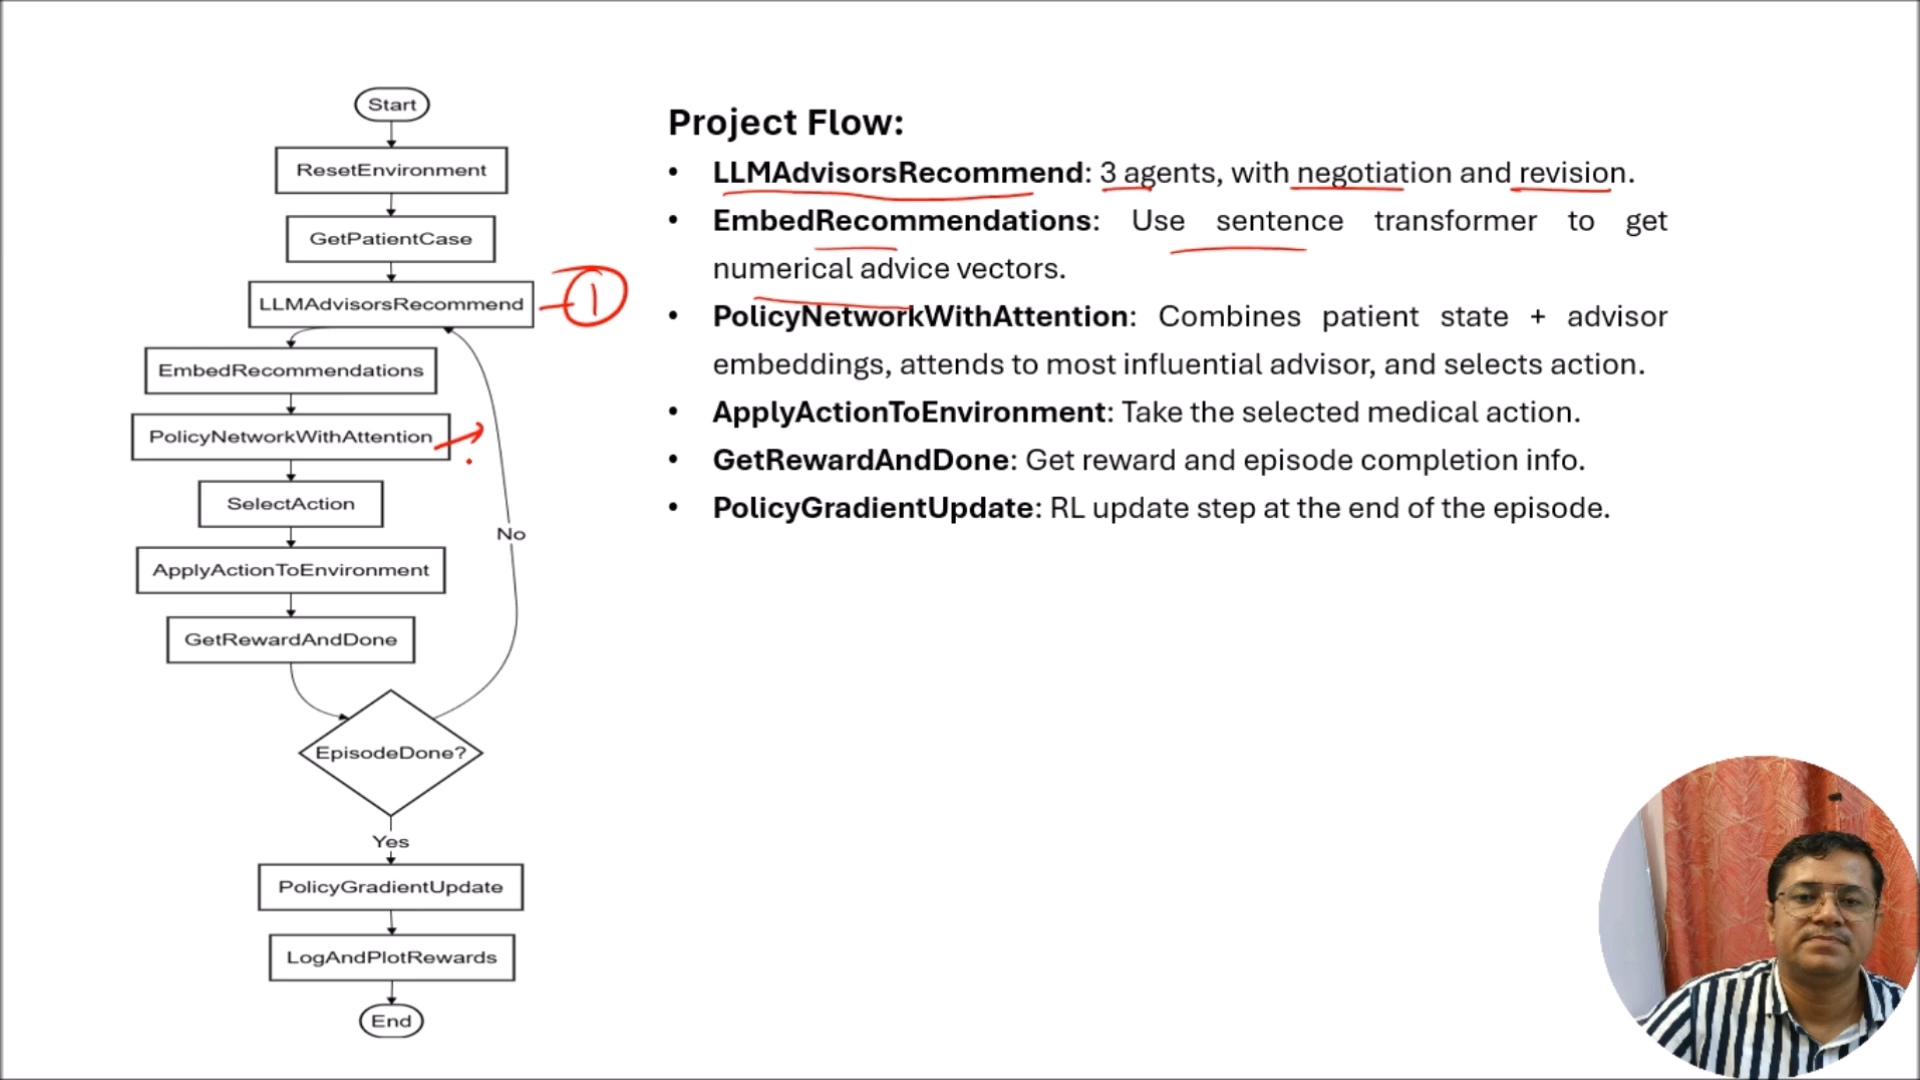 Start
ResetEnvironment
GetPatientCase
LLMAdvisorsRecommend
1
EmbedRecommendations
PolicyNetworkWithAttention
SelectAction
No
ApplyActionToEnvironment
GetRewardAndDone
EpisodeDone?
Yes
PolicyGradientUpdate
LogAndPlotRewards
End
Project Flow:
• LLMAdvisorsRecommend: 3 agents, with negotiation and revision.
• EmbedRecommendations: Use sentence transformer to get
numerical advice vectors.
• PolicyNetworkWithAttention: Combines patient state + advisor
embeddings, attends to most influential advisor, and selects action.
• ApplyActionToEnvironment: Take the selected medical action.
• GetRewardAndDone: Get reward and episode completion info.
• PolicyGradientUpdate: RL update step at the end of the episode.